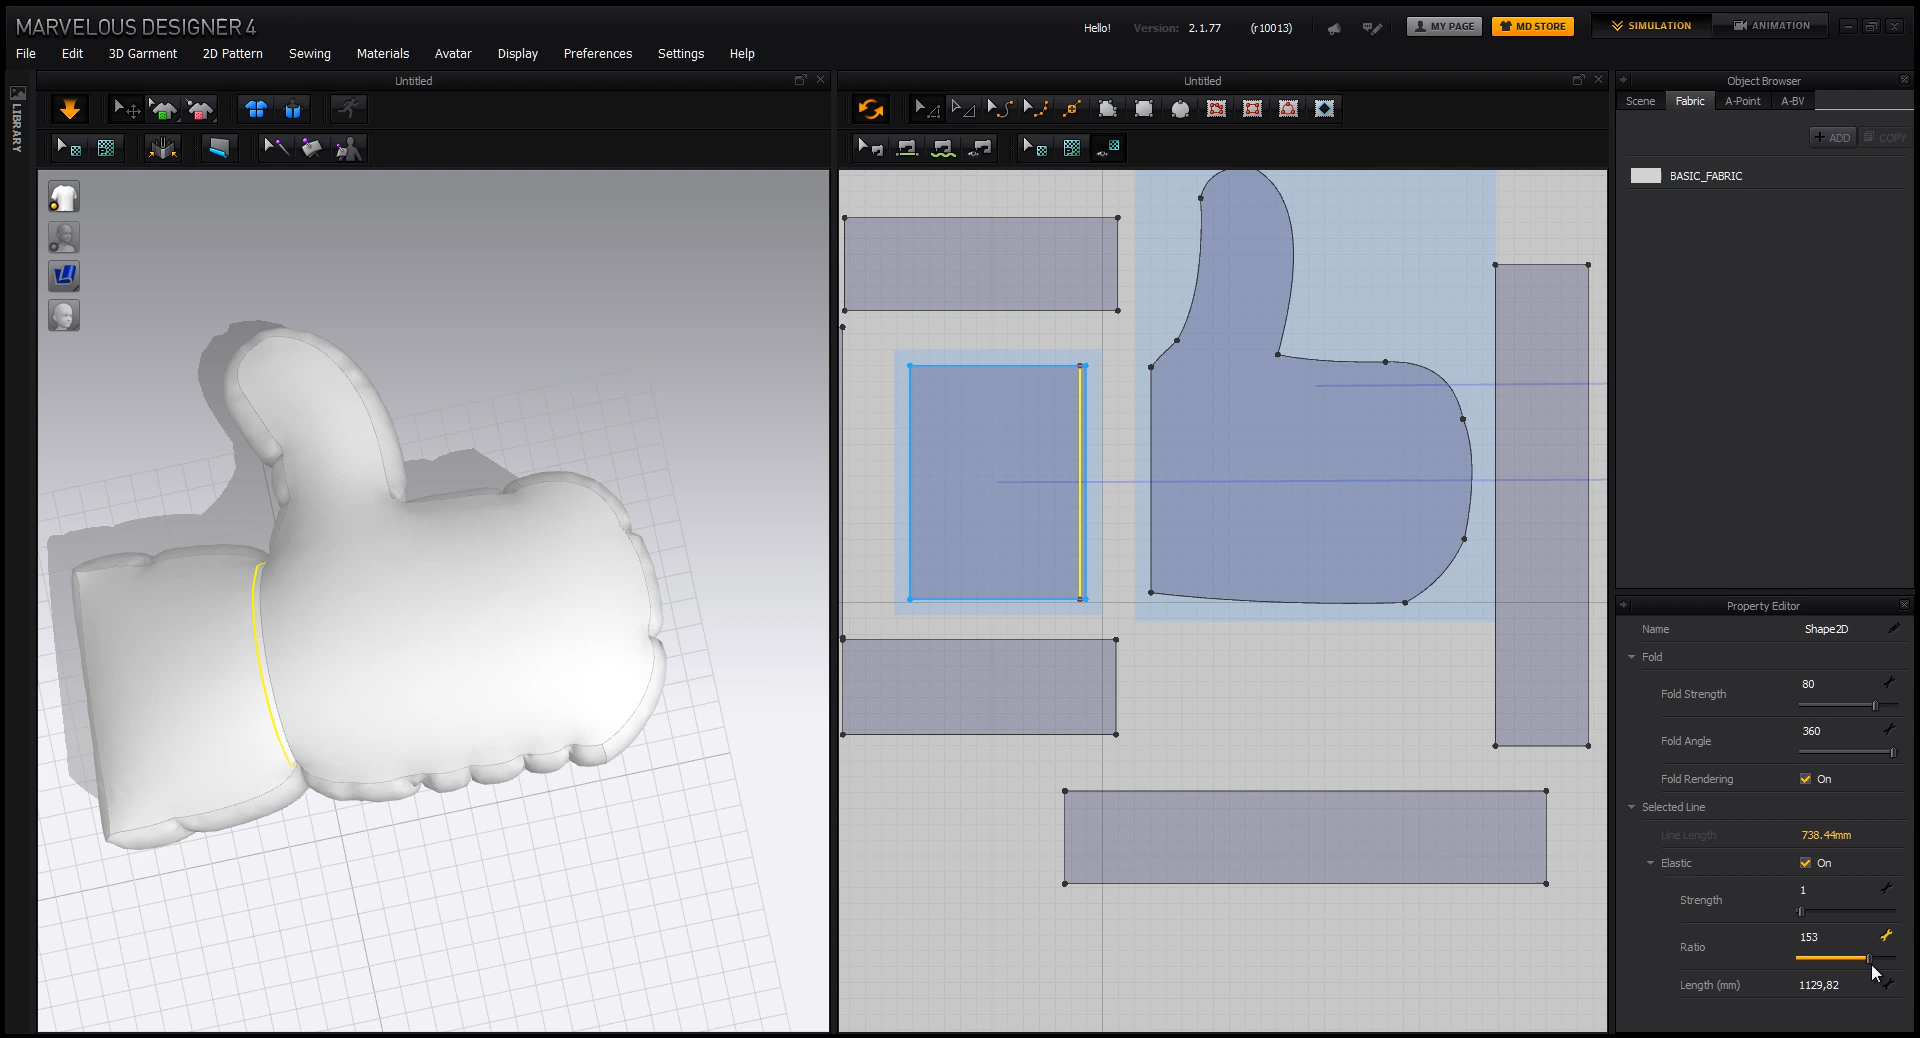 MARVELOUS DESIGNER 4
Hello! Version: 2.1.77 (r10013) MY PAGE MD STORE SIMULATION ANIMATION
File Edit 3D Garment 2D Pattern Sewing Materials Avatar Display Preferences Settings Help
LIBRARY
Untitled
Untitled
Object Browser
Scene Fabric A-Point A-BV
+ ADD COPY
BASIC_FABRIC
Property Editor
Name Shape2D
Fold
Fold Strength 80
Fold Angle 360
Fold Rendering On
Selected Line
Line Length 738.44mm
Elastic On
Strength 1
Ratio 153
Length (mm) 1129,82